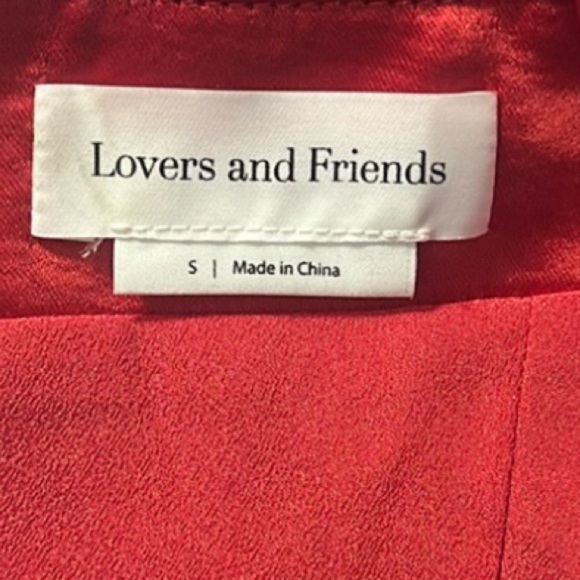 Lovers and Friends
S | Made in China